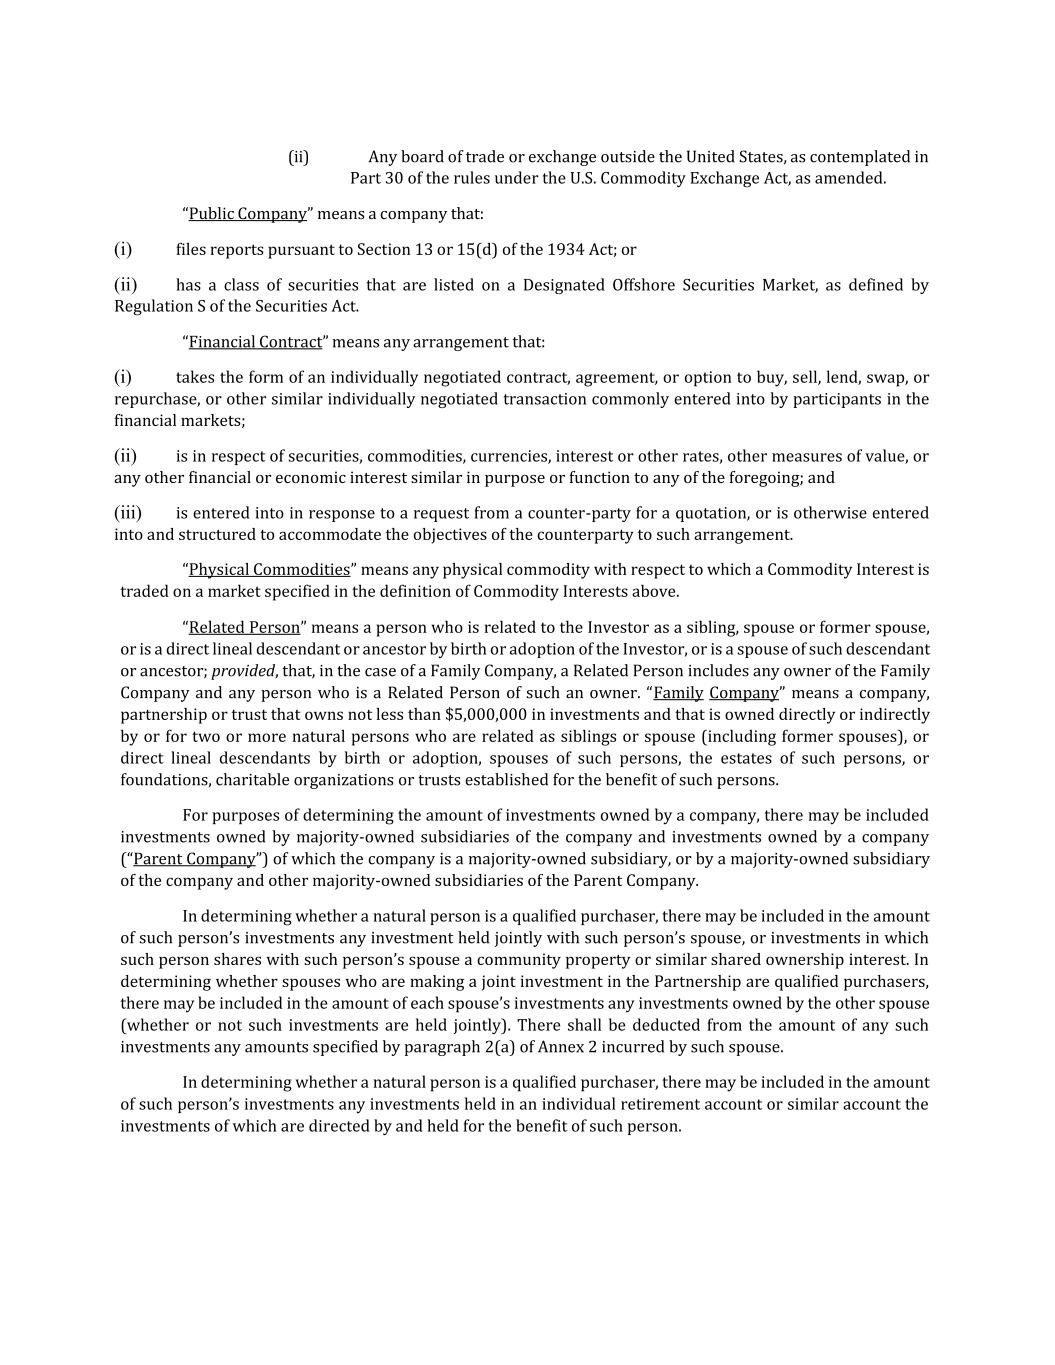 (ii) Any board of trade or exchange outside the United States, as contemplated in
Part 30 of the rules under the U.S. Commodity Exchange Act, as amended.
“Public Company” means a company that:
(i) files reports pursuant to Section 13 or 15(d) of the 1934 Act; or
(ii) has a class of securities that are listed on a Designated Offshore Securities Market, as defined by
Regulation S of the Securities Act.
“Financial Contract” means any arrangement that:
(i) takes the form of an individually negotiated contract, agreement, or option to buy, sell, lend, swap, or
repurchase, or other similar individually negotiated transaction commonly entered into by participants in the
financial markets;
(ii) is in respect of securities, commodities, currencies, interest or other rates, other measures of value, or
any other financial or economic interest similar in purpose or function to any of the foregoing; and
(iii) is entered into in response to a request from a counter-party for a quotation, or is otherwise entered
into and structured to accommodate the objectives of the counterparty to such arrangement.
“Physical Commodities” means any physical commodity with respect to which a Commodity Interest is
traded on a market specified in the definition of Commodity Interests above.
“Related Person” means a person who is related to the Investor as a sibling, spouse or former spouse,
or is a direct lineal descendant or ancestor by birth or adoption of the Investor, or is a spouse of such descendant
or ancestor; provided, that, in the case of a Family Company, a Related Person includes any owner of the Family
Company and any person who is a Related Person of such an owner. “Family Company” means a company,
partnership or trust that owns not less than $5,000,000 in investments and that is owned directly or indirectly
by or for two or more natural persons who are related as siblings or spouse (including former spouses), or
direct lineal descendants by birth or adoption, spouses of such persons, the estates of such persons, or
foundations, charitable organizations or trusts established for the benefit of such persons.
For purposes of determining the amount of investments owned by a company, there may be included
investments owned by majority-owned subsidiaries of the company and investments owned by a company
(“Parent Company”) of which the company is a majority-owned subsidiary, or by a majority-owned subsidiary
of the company and other majority-owned subsidiaries of the Parent Company.
In determining whether a natural person is a qualified purchaser, there may be included in the amount
of such person’s investments any investment held jointly with such person’s spouse, or investments in which
such person shares with such person’s spouse a community property or similar shared ownership interest. In
determining whether spouses who are making a joint investment in the Partnership are qualified purchasers,
there may be included in the amount of each spouse’s investments any investments owned by the other spouse
(whether or not such investments are held jointly). There shall be deducted from the amount of any such
investments any amounts specified by paragraph 2(a) of Annex 2 incurred by such spouse.
In determining whether a natural person is a qualified purchaser, there may be included in the amount
of such person’s investments any investments held in an individual retirement account or similar account the
investments of which are directed by and held for the benefit of such person.